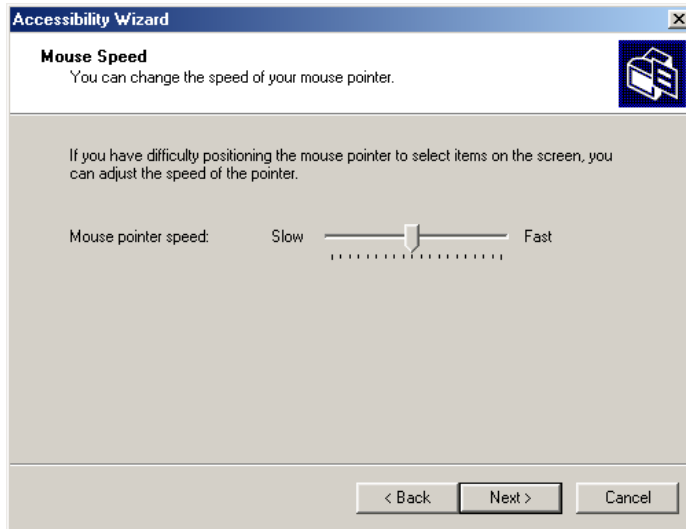 Accessibility Wizard
Mouse Speed
You can change the speed of your mouse pointer.
If you have difficulty positioning the mouse pointer to select items on the screen, you
can adjust the speed of the pointer.
Mouse pointer speed: Slow Fast
< Back Next > Cancel